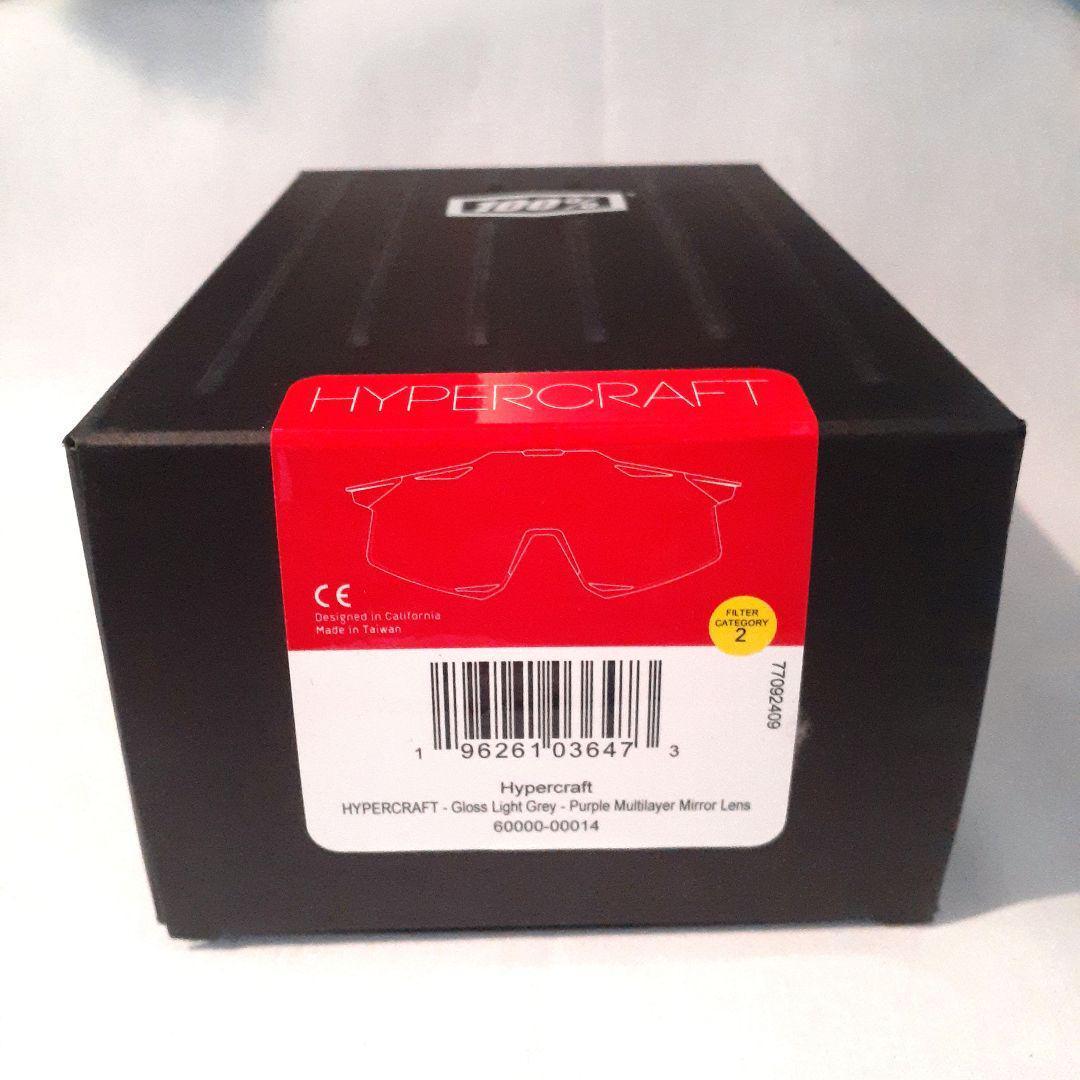 100%
HYPERCRAFT
CE
Designed in California
Made in Taiwan
FILTER
CATEGORY
2
77092409
1 96261 03647 3
Hypercraft
HYPERCRAFT - Gloss Light Grey - Purple Multilayer Mirror Lens
60000-00014